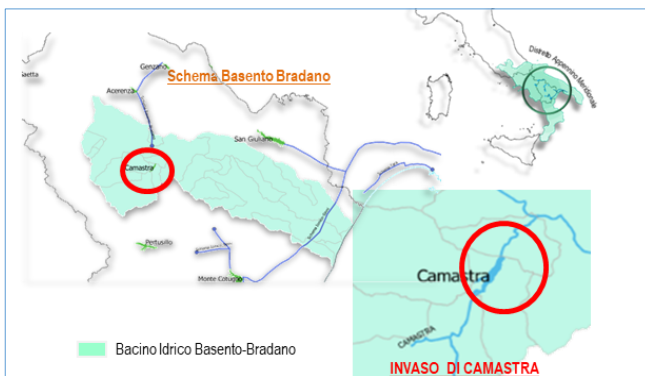 Gaeta
Genzano
Schema Basento Bradano
Acerenza
San Giuliano
Camastra
Pertusillo
Monte Cotugno
Distretto Appennino Meridionale
Camastra
CAMASTRA
Bacino Idrico Basento-Bradano
INVASO DI CAMASTRA